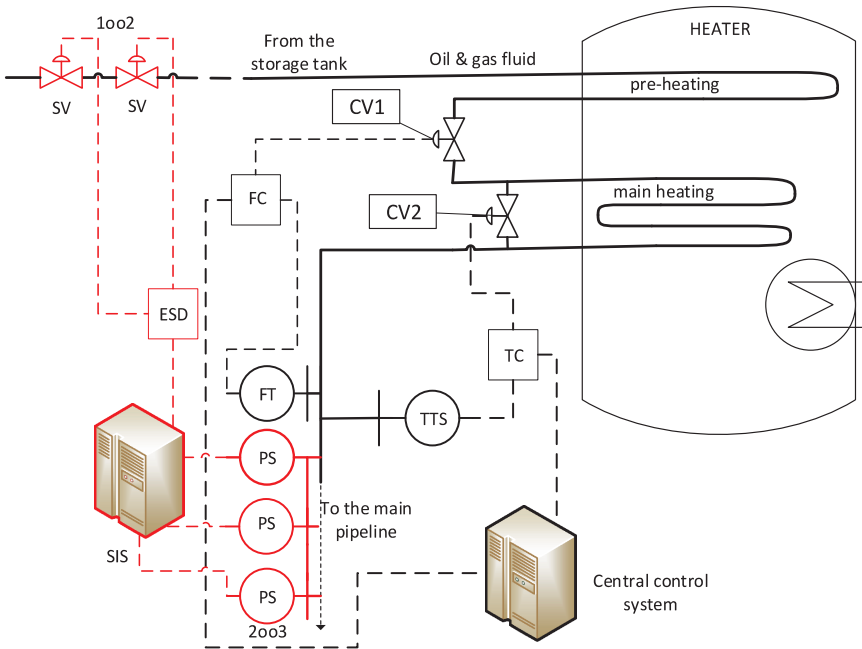 1oo2
HEATER
From the
storage tank
Oil & gas fluid
pre-heating
SV
SV
CV1
FC
main heating
CV2
ESD
TC
FT
TTS
PS
To the main
pipeline
PS
SIS
Central control
system
PS
2oo3